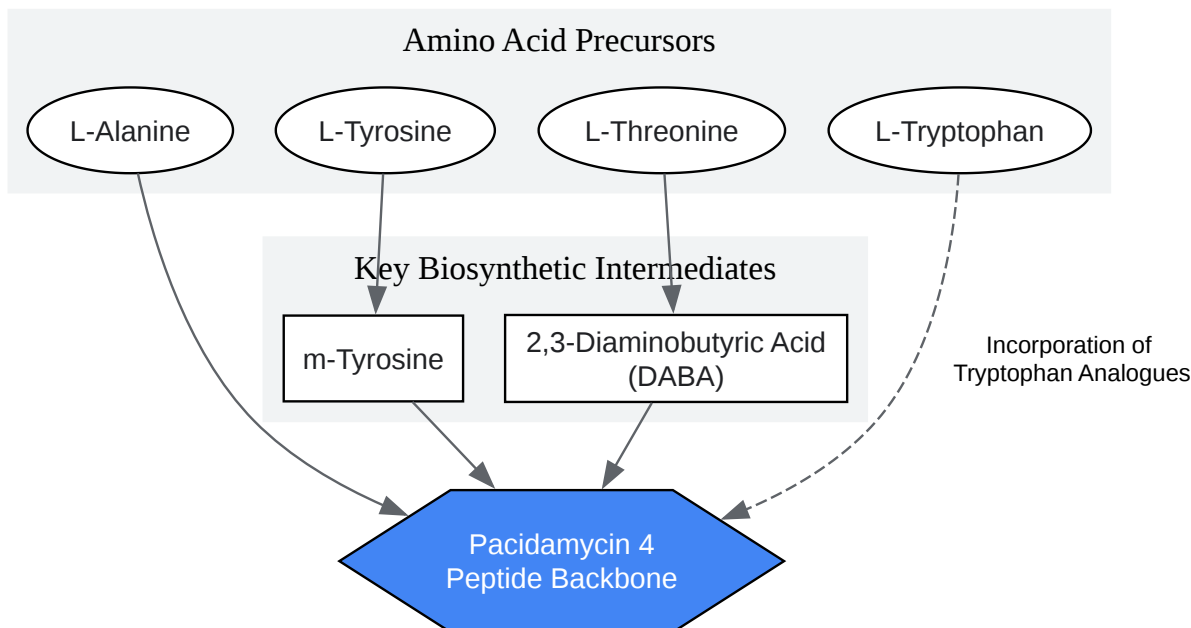 Amino Acid Precursors
L-Alanine
L-Tyrosine
L-Threonine
L-Tryptophan
Key Biosynthetic Intermediates
m-Tyrosine
2,3-Diaminobutyric Acid
(DABA)
Incorporation of
Tryptophan Analogues
Pacidamycin 4
Peptide Backbone